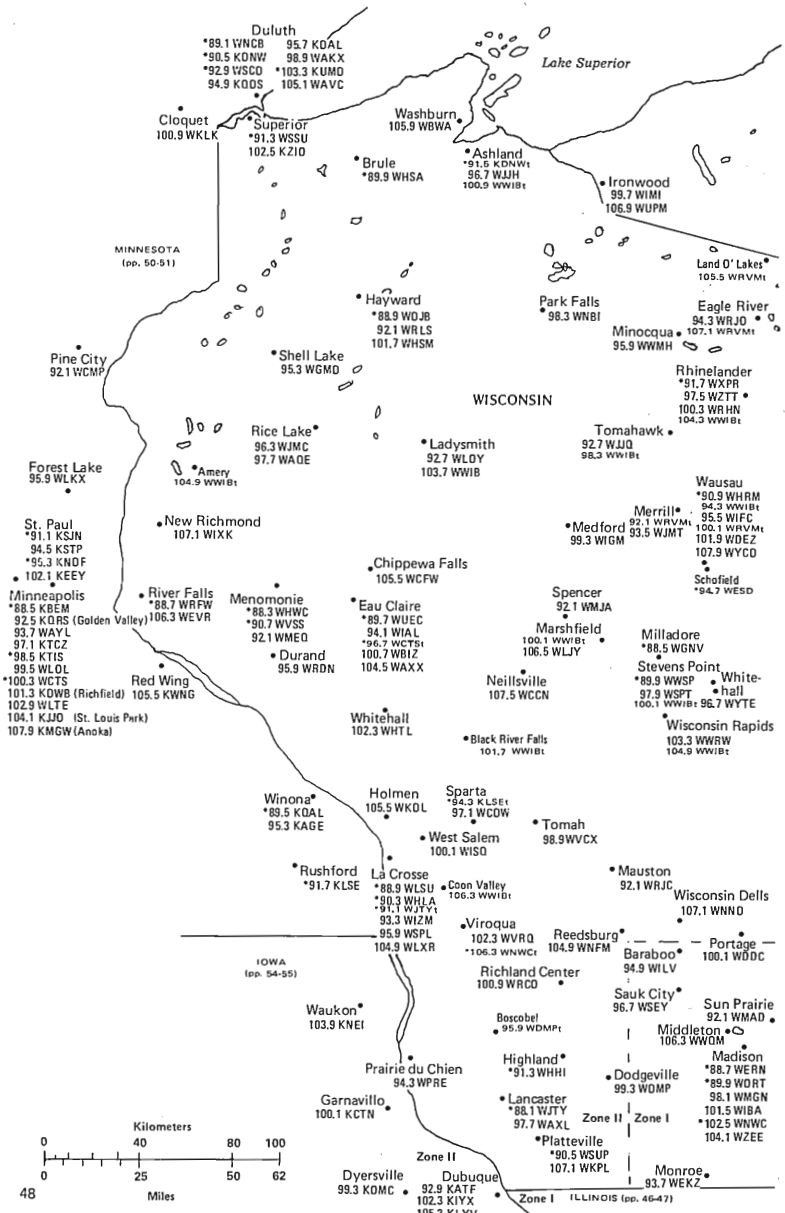 Duluth
*89.1 WNCB 95.7 KDAL
*90.5 KDNW 98.9 WAKX
*92.9 WSCD *103.3 KUMD
94.9 KQDS 105.1 WAVC
Lake Superior
Cloquet
100.9 WKLK
Superior
*91.3 WSSU
102.5 KZIO
Washburn
105.9 WBWA
Brule
*89.9 WHSA
Ashland
*91.5 KDNWt
96.7 WJJH
100.9 WWIBt
Ironwood
99.7 WIMI
106.9 WUPM
MINNESOTA
(pp. 50-51)
Land O' Lakes
105.5 WRVMt
Hayward
*88.9 WOJB
92.1 WRLS
101.7 WHSM
Park Falls
98.3 WNBI
Eagle River
94.3 WRJO
107.1 WRVMt
Minocqua
95.9 WWMH
Pine City
92.1 WCMP
Shell Lake
95.3 WGMO
WISCONSIN
Rhinelander
*91.7 WXPR
97.5 WZTT
100.3 WRHN
104.3 WWIBt
Rice Lake
96.3 WJMC
97.7 WAQE
Ladysmith
92.7 WLDY
103.7 WWIB
Tomahawk
92.7 WJJQ
98.3 WWIBt
Forest Lake
95.9 WLKX
Amery
104.9 WWIBt
Wausau
*90.9 WHRM
94.3 WWIBt
95.5 WIFC
100.1 WRVMt
101.9 WDEZ
107.9 WYCO
Merrill
92.1 WRVMt
93.5 WJMT
St. Paul
*91.1 KSJN
94.5 KSTP
*95.3 KNOF
102.1 KEEY
New Richmond
107.1 WIXK
Medford
99.3 WIGM
Chippewa Falls
105.5 WCFW
Schofield
*94.7 WESD
Minneapolis
*88.5 KBEM
92.5 KQRS (Golden Valley)
93.7 WAYL
97.1 KTCZ
*98.5 KTIS
99.5 WLOL
*100.3 WCTS
101.3 KDWB (Richfield)
102.9 WLTE
104.1 KJJO (St. Louis Park)
107.9 KMGW (Anoka)
River Falls
*88.7 WRFW
106.3 WEVR
Menomonie
*88.3 WHWC
*90.7 WVSS
92.1 WMEQ
Eau Claire
*89.7 WUEC
94.1 WIAL
*96.7 WCTSt
100.7 WBIZ
104.5 WAXX
Spencer
92.1 WMJA
Marshfield
100.1 WWIBt
106.5 WLJY
Milladore
*88.5 WGNV
Durand
95.9 WRDN
Red Wing
105.5 KWNG
Neillsville
107.5 WCCN
Stevens Point
*89.9 WWSP
97.9 WSPT
100.1 WWIBt
White-
hall
96.7 WYTE
Whitehall
102.3 WHTL
Wisconsin Rapids
103.3 WWRW
104.9 WWIBt
Black River Falls
101.7 WWIBt
Winona
*89.5 KQAL
95.3 KAGE
Holmen
105.5 WKDL
Sparta
*94.3 KLSEt
97.1 WCOW
Tomah
98.9 WVCX
West Salem
100.1 WISQ
Rushford
*91.7 KLSE
La Crosse
*88.9 WLSU
*90.3 WHLA
*91.1 WJTYt
93.3 WIZM
95.9 WSPL
104.9 WLXR
Coon Valley
106.3 WWIBt
Mauston
92.1 WRJC
Wisconsin Dells
107.1 WNNO
Viroqua
102.3 WVRQ
*106.3 WNWCt
Reedsburg
104.9 WNFM
Portage
100.1 WDDC
Baraboo
94.9 WILV
IOWA
(pp. 54-55)
Richland Center
100.9 WRCO
Sauk City
96.7 WSEY
Sun Prairie
92.1 WMAD
Waukon
103.9 KNEI
Boscobel
95.9 WDMPt
Middleton
106.3 WWQM
Highland
*91.3 WHHI
Madison
*88.7 WERN
*89.9 WORT
98.1 WMGN
101.5 WIBA
*102.5 WNWC
104.1 WZEE
Prairie du Chien
94.3 WPRE
Dodgeville
99.3 WDMP
Garnavillo
100.1 KCTN
Lancaster
*88.1 WJTY
97.7 WAXL
Zone II Zone I
Platteville
*90.5 WSUP
107.1 WKPL
Kilometers
0 40 80 100
0 25 50 62
Miles
Zone II
Monroe
93.7 WEKZ
Dyersville
99.3 KDMC
Dubuque
92.9 KATF
102.3 KIYX
Zone I ILLINOIS (pp. 46-47)
48